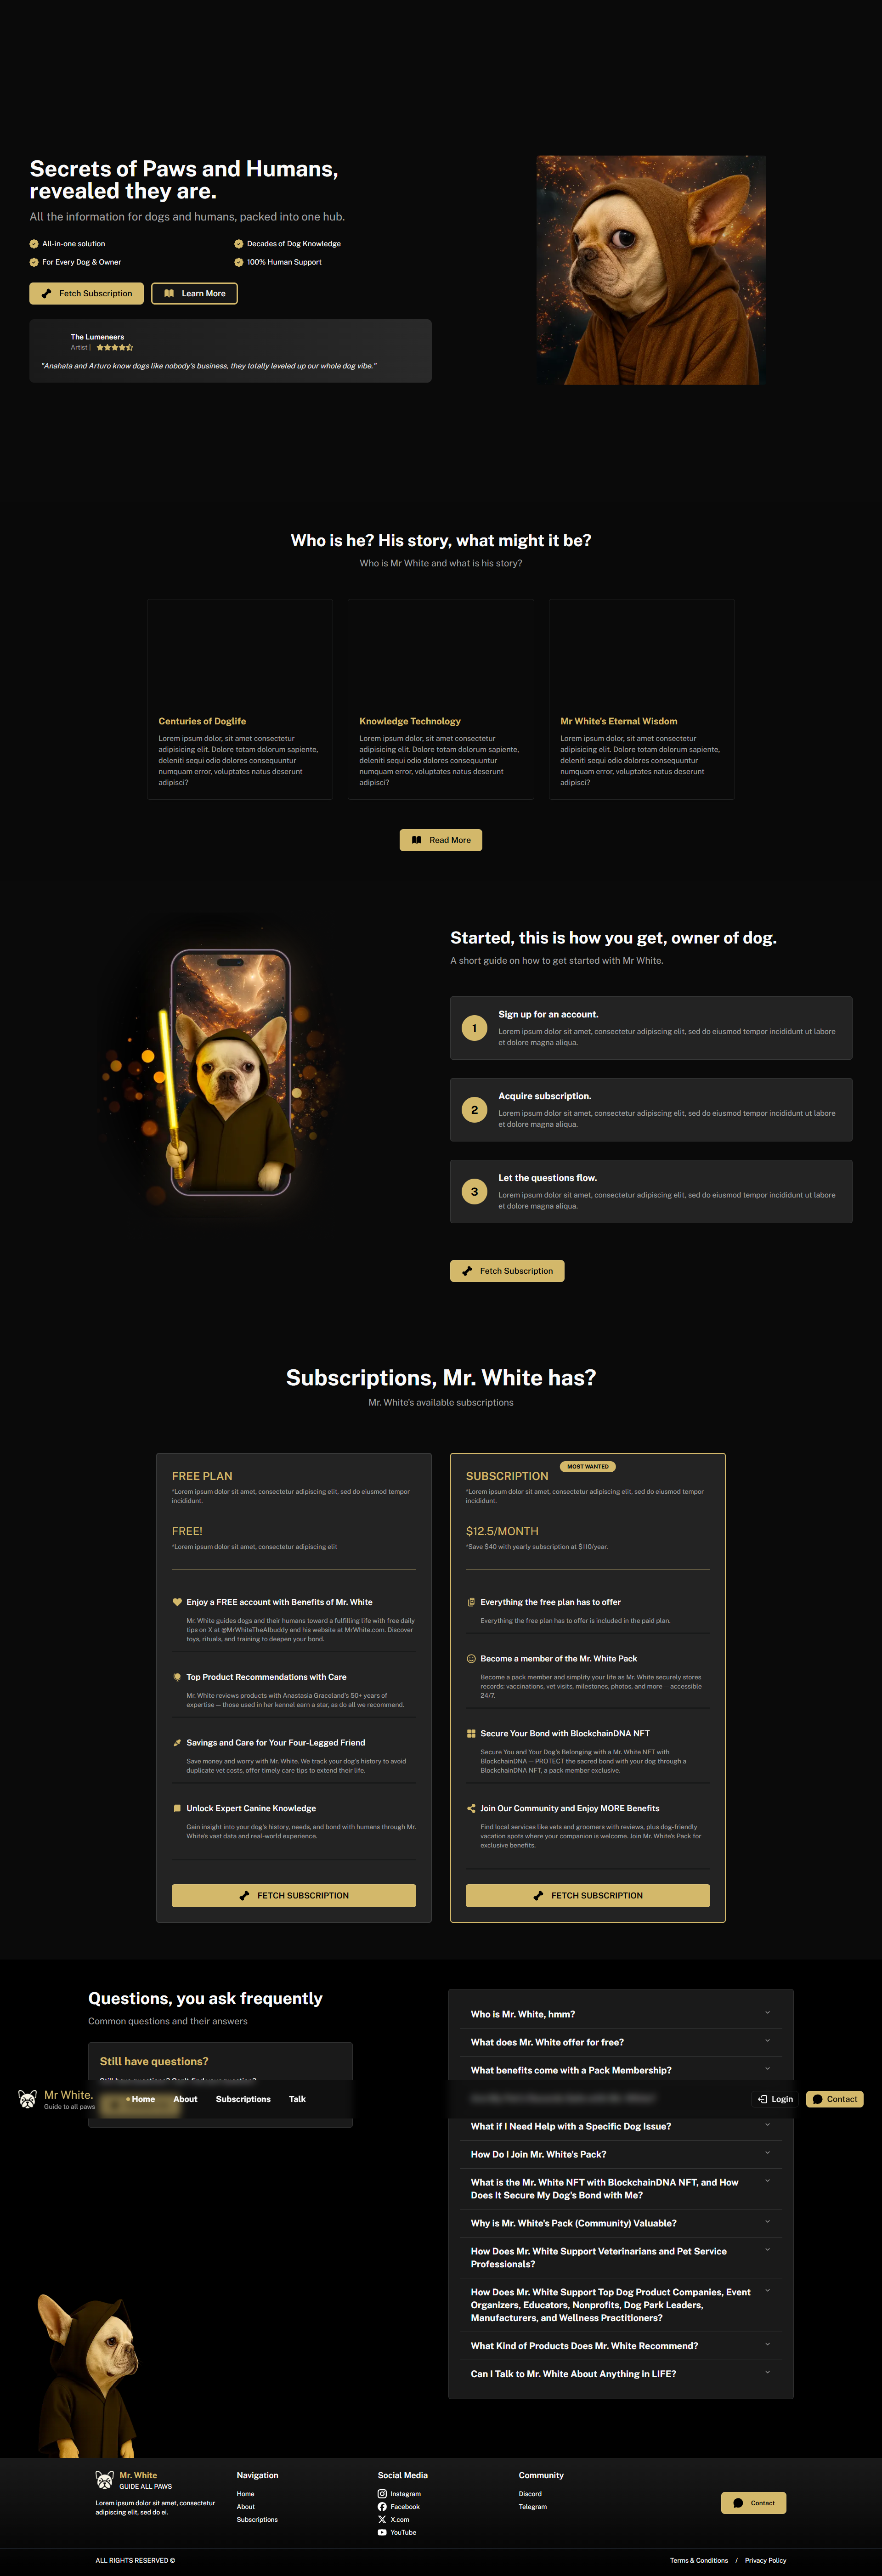 Secrets of Paws and Humans,
revealed they are.
All the information for dogs and humans, packed into one hub.
All-in-one solution
Decades of Dog Knowledge
For Every Dog & Owner
100% Human Support
Fetch Subscription
Learn More
The Lumeneers
Artist |
"Anahata and Arturo know dogs like nobody's business, they totally leveled up our whole dog vibe."
Who is he? His story, what might it be?
Who is Mr White and what is his story?
Centuries of Doglife
Lorem ipsum dolor, sit amet consectetur
adipisicing elit. Dolore totam dolorum sapiente,
deleniti sequi odio dolores consequuntur
numquam error, voluptates natus deserunt
adipisci?
Knowledge Technology
Lorem ipsum dolor, sit amet consectetur
adipisicing elit. Dolore totam dolorum sapiente,
deleniti sequi odio dolores consequuntur
numquam error, voluptates natus deserunt
adipisci?
Mr White's Eternal Wisdom
Lorem ipsum dolor, sit amet consectetur
adipisicing elit. Dolore totam dolorum sapiente,
deleniti sequi odio dolores consequuntur
numquam error, voluptates natus deserunt
adipisci?
Read More
Started, this is how you get, owner of dog.
A short guide on how to get started with Mr White.
1
Sign up for an account.
Lorem ipsum dolor sit amet, consectetur adipiscing elit, sed do eiusmod tempor incididunt ut labore
et dolore magna aliqua.
2
Acquire subscription.
Lorem ipsum dolor sit amet, consectetur adipiscing elit, sed do eiusmod tempor incididunt ut labore
et dolore magna aliqua.
3
Let the questions flow.
Lorem ipsum dolor sit amet, consectetur adipiscing elit, sed do eiusmod tempor incididunt ut labore
et dolore magna aliqua.
Fetch Subscription
Subscriptions, Mr. White has?
Mr. White's available subscriptions
FREE PLAN
*Lorem ipsum dolor sit amet, consectetur adipiscing elit, sed do eiusmod tempor
incididunt.
FREE!
*Lorem ipsum dolor sit amet, consectetur adipiscing elit
Enjoy a FREE account with Benefits of Mr. White
Mr. White guides dogs and their humans toward a fulfilling life with free daily
tips on X at @MrWhiteTheAIbuddy and his website at MrWhite.com. Discover
toys, rituals, and training to deepen your bond.
Top Product Recommendations with Care
Mr. White reviews products with Anastasia Graceland's 50+ years of
expertise — those used in her kennel earn a star, as do all we recommend.
Savings and Care for Your Four-Legged Friend
Save money and worry with Mr. White. We track your dog's history to avoid
duplicate vet costs, offer timely care tips to extend their life.
Unlock Expert Canine Knowledge
Gain insight into your dog's history, needs, and bond with humans through Mr.
White's vast data and real-world experience.
FETCH SUBSCRIPTION
MOST WANTED
SUBSCRIPTION
*Lorem ipsum dolor sit amet, consectetur adipiscing elit, sed do eiusmod tempor
incididunt.
$12.5/MONTH
*Save $40 with yearly subscription at $110/year.
Everything the free plan has to offer
Everything the free plan has to offer is included in the paid plan.
Become a member of the Mr. White Pack
Become a pack member and simplify your life as Mr. White securely stores
records: vaccinations, vet visits, milestones, photos, and more — accessible
24/7.
Secure Your Bond with BlockchainDNA NFT
Secure You and Your Dog's Belonging with a Mr. White NFT with
BlockchainDNA — PROTECT the sacred bond with your dog through a
BlockchainDNA NFT, a pack member exclusive.
Join Our Community and Enjoy MORE Benefits
Find local services like vets and groomers with reviews, plus dog-friendly
vacation spots where your companion is welcome. Join Mr. White's Pack for
exclusive benefits.
FETCH SUBSCRIPTION
Questions, you ask frequently
Common questions and their answers
Still have questions?
Who is Mr. White, hmm?
What does Mr. White offer for free?
What benefits come with a Pack Membership?
Mr White.
Guide to all paws
Home
About
Subscriptions
Talk
Login
Contact
What if I Need Help with a Specific Dog Issue?
How Do I Join Mr. White's Pack?
What is the Mr. White NFT with BlockchainDNA NFT, and How
Does It Secure My Dog's Bond with Me?
Why is Mr. White's Pack (Community) Valuable?
How Does Mr. White Support Veterinarians and Pet Service
Professionals?
How Does Mr. White Support Top Dog Product Companies, Event
Organizers, Educators, Nonprofits, Dog Park Leaders,
Manufacturers, and Wellness Practitioners?
What Kind of Products Does Mr. White Recommend?
Can I Talk to Mr. White About Anything in LIFE?
Mr. White
GUIDE ALL PAWS
Lorem ipsum dolor sit amet, consectetur
adipiscing elit, sed do ei.
Navigation
Home
About
Subscriptions
Social Media
Instagram
Facebook
X.com
YouTube
Community
Discord
Telegram
Contact
ALL RIGHTS RESERVED ©
Terms & Conditions / Privacy Policy